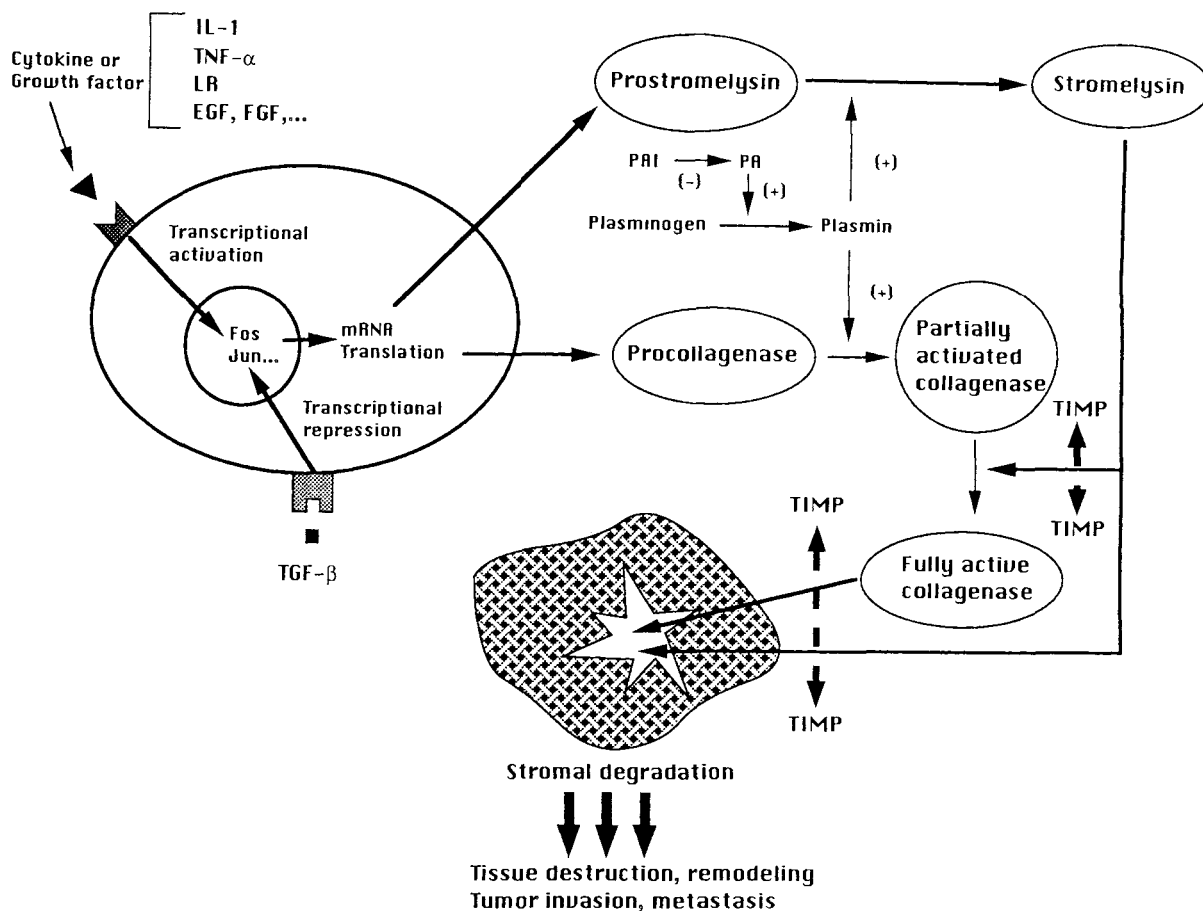 IL-1
TNF-α
LR
EGF, FGF,...
Cytokine or
Growth factor
Prostromelysin
Stromelysin
PAI
(-)
PA
(+)
(+)
Plasminogen
Plasmin
(+)
Transcriptional
activation
Fos
Jun...
mRNA
Translation
Transcriptional
repression
Procollagenase
Partially
activated
collagenase
TIMP
TIMP
TGF-β
TIMP
Fully active
collagenase
TIMP
Stromal degradation
Tissue destruction, remodeling
Tumor invasion, metastasis